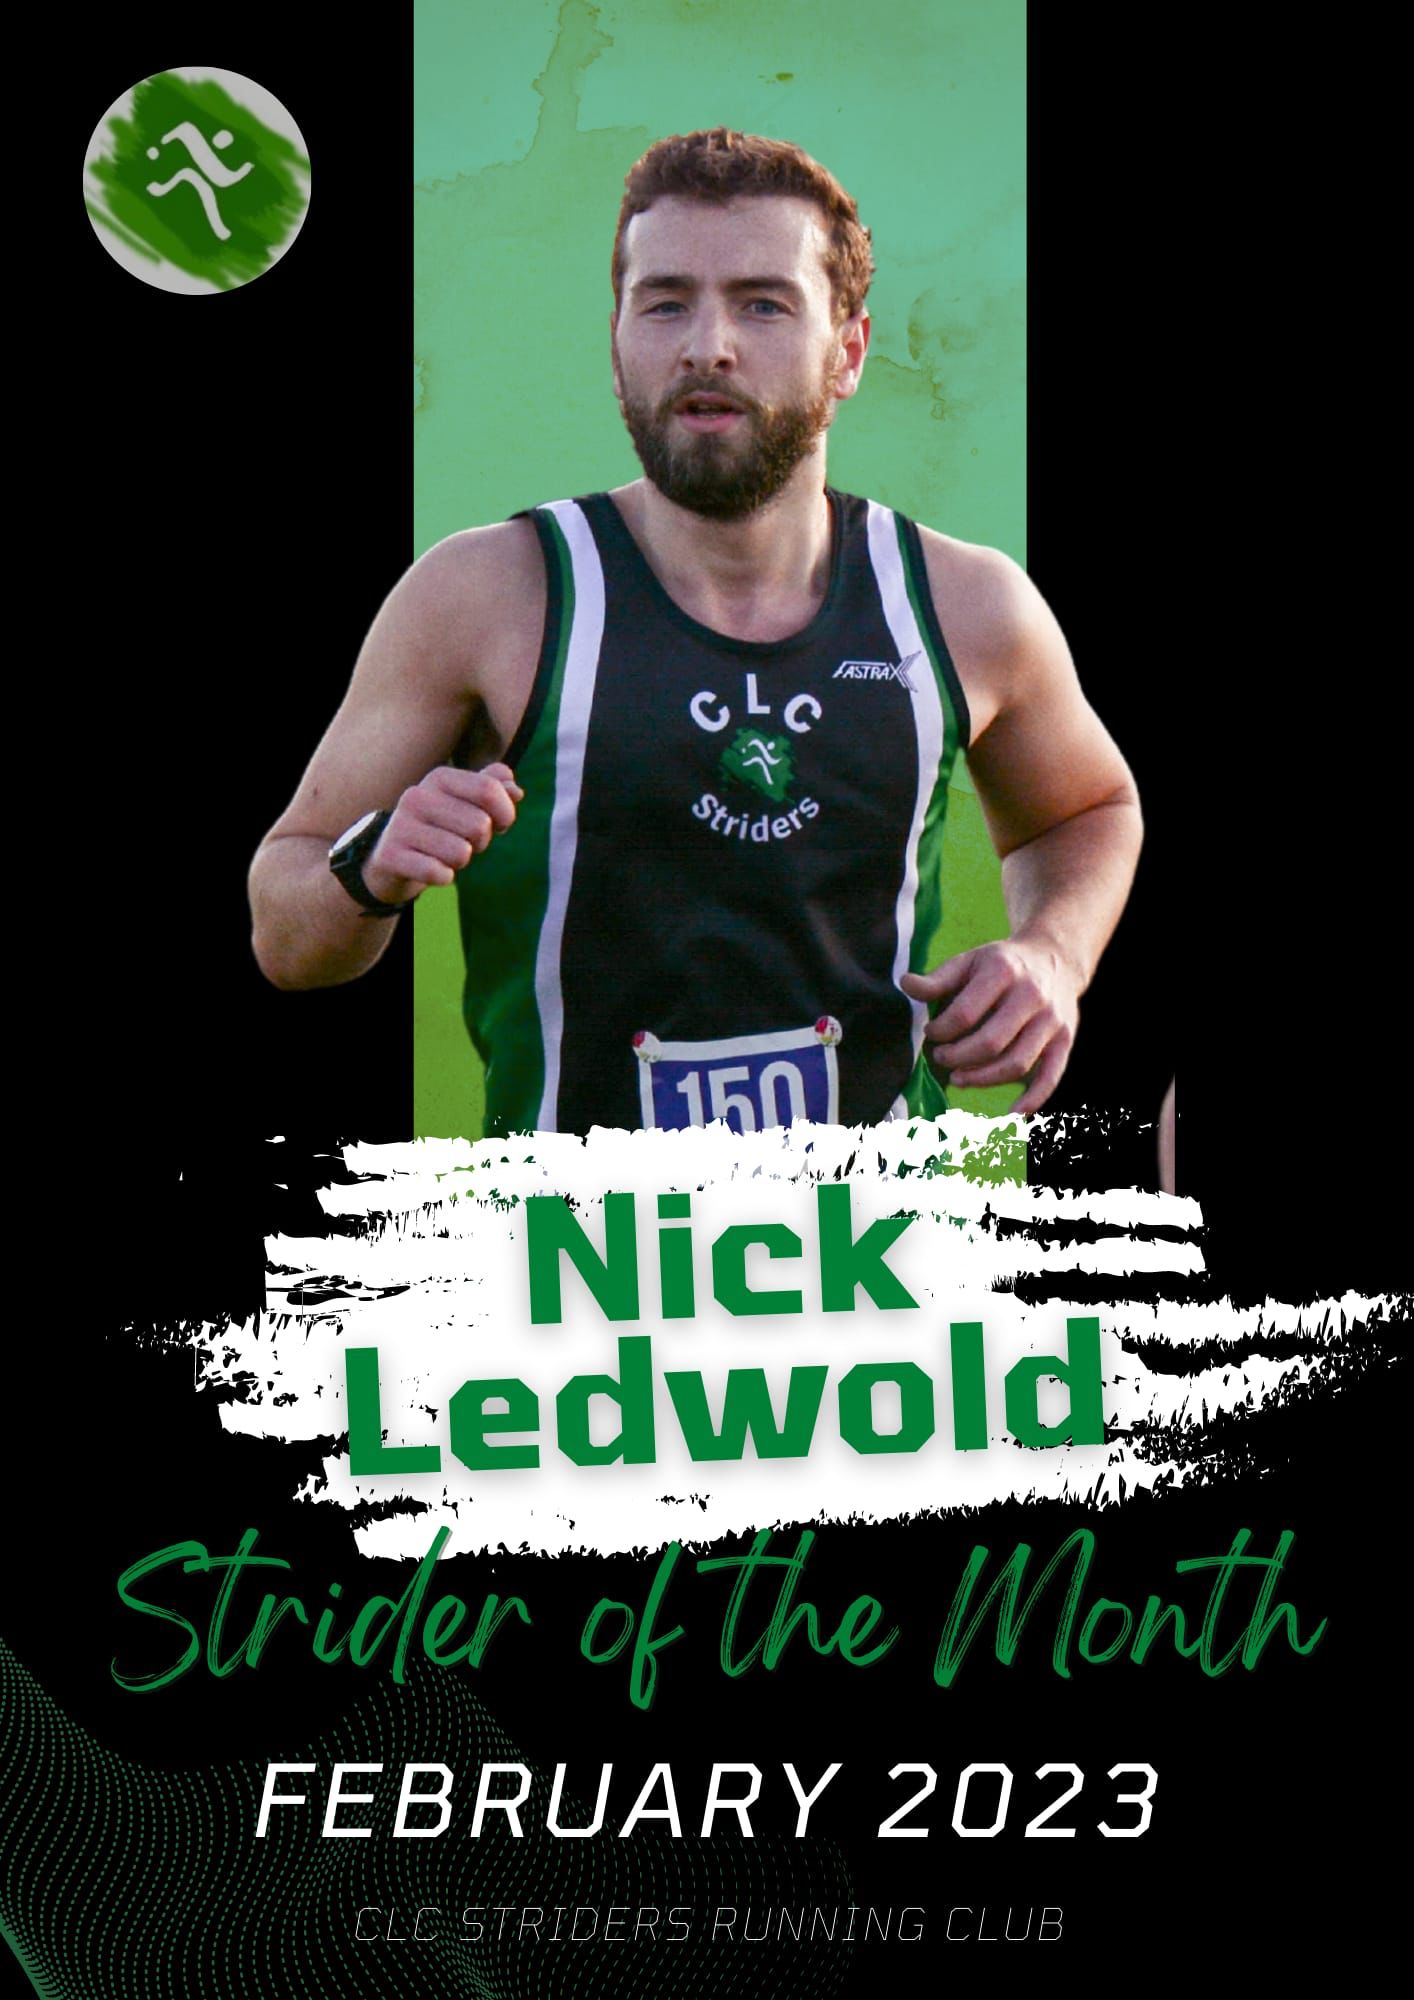 CLC
FASTRAX
Striders
150
Nick
Ledwold
Strider of the Month
FEBRUARY 2023
CLC STRIDERS RUNNING CLUB